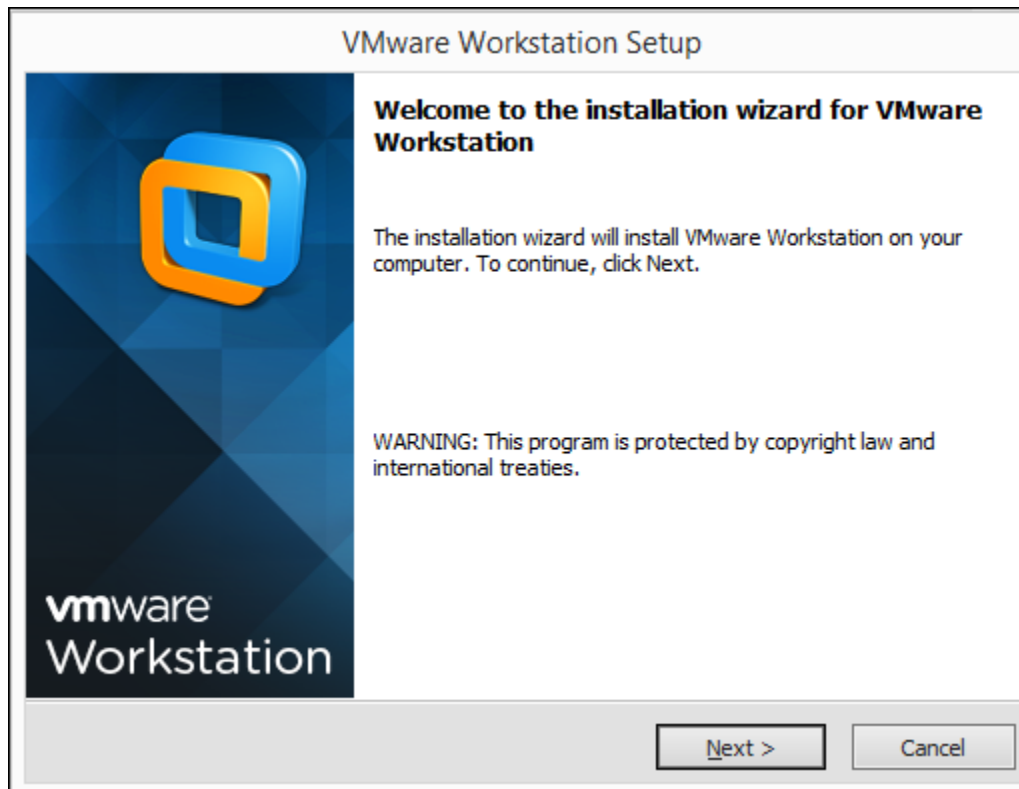 VMware Workstation Setup
Welcome to the installation wizard for VMware
Workstation
The installation wizard will install VMware Workstation on your
computer. To continue, click Next.
WARNING: This program is protected by copyright law and
international treaties.
vmware
Workstation
Next >
Cancel